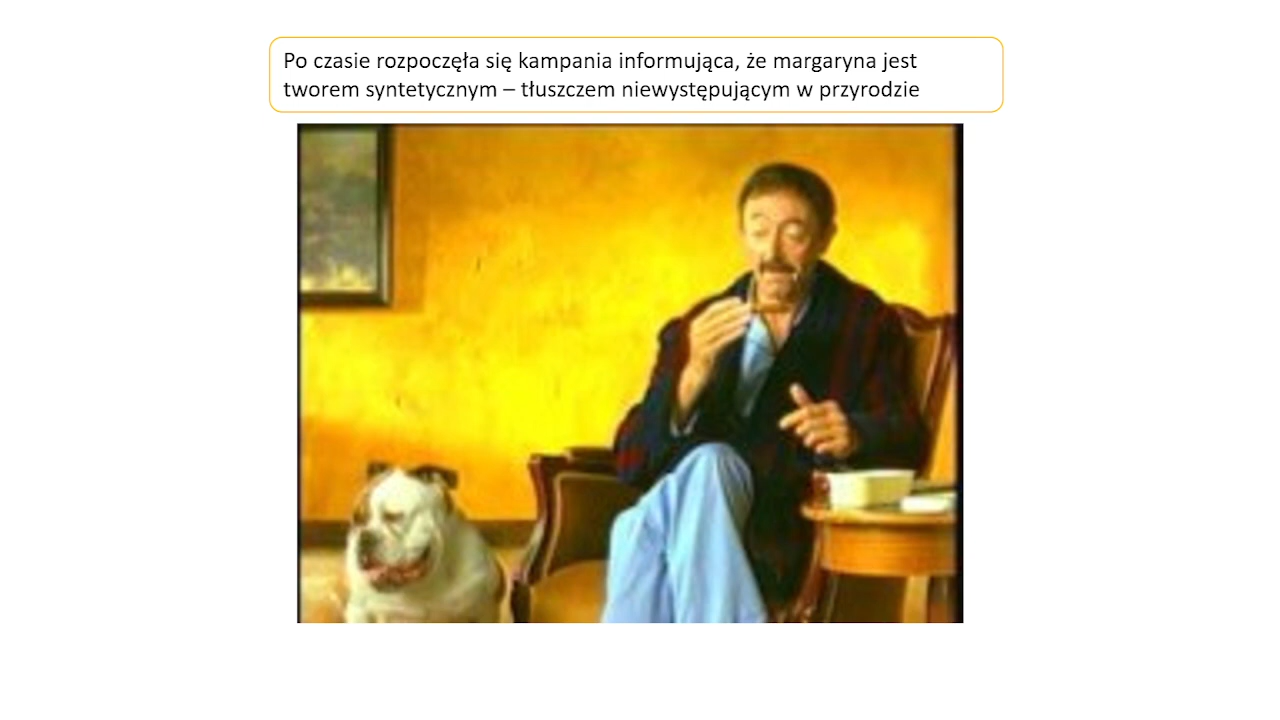 Po czasie rozpoczęła się kampania informująca, że margaryna jest
tworem syntetycznym – tłuszczem niewystępującym w przyrodzie